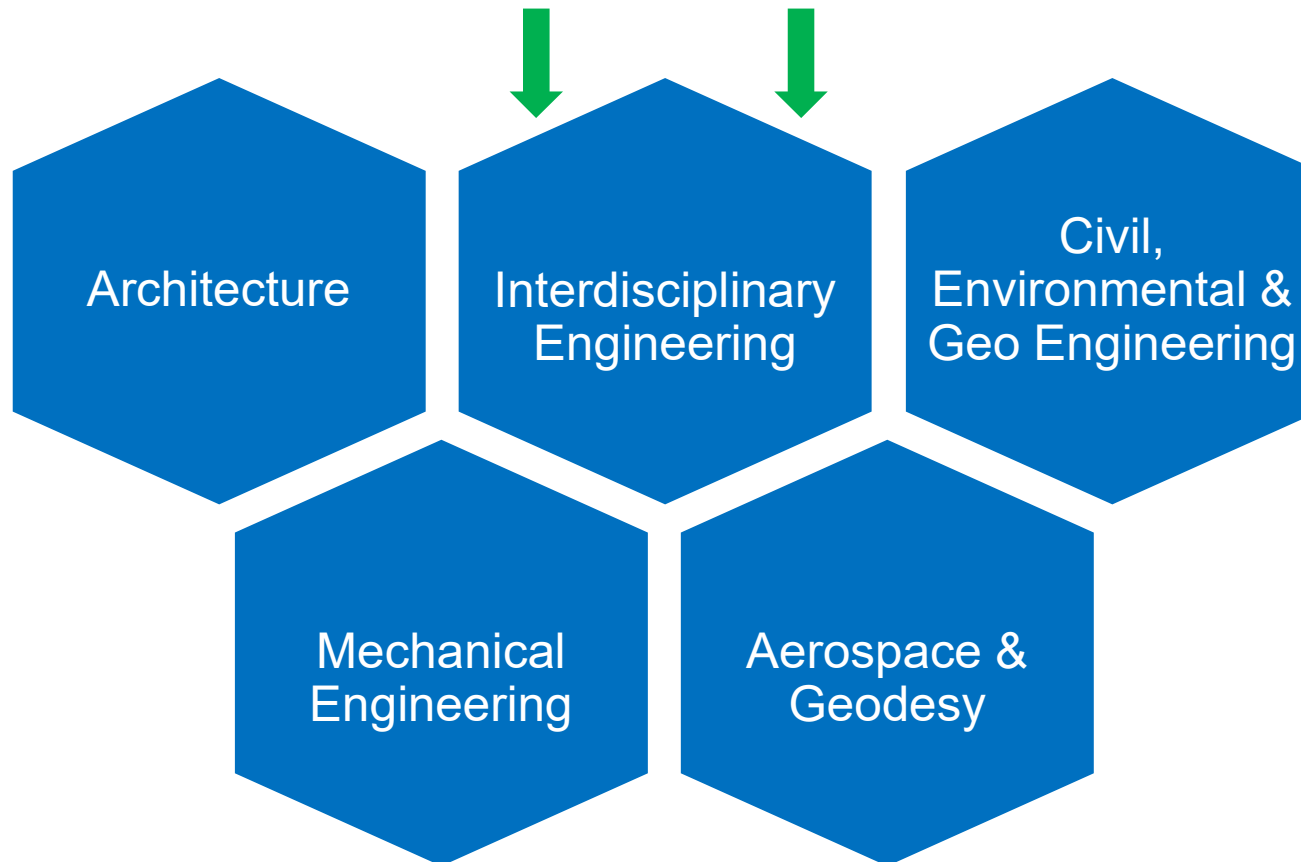 Architecture
Interdisciplinary
Engineering
Civil,
Environmental &
Geo Engineering
Mechanical
Engineering
Aerospace &
Geodesy